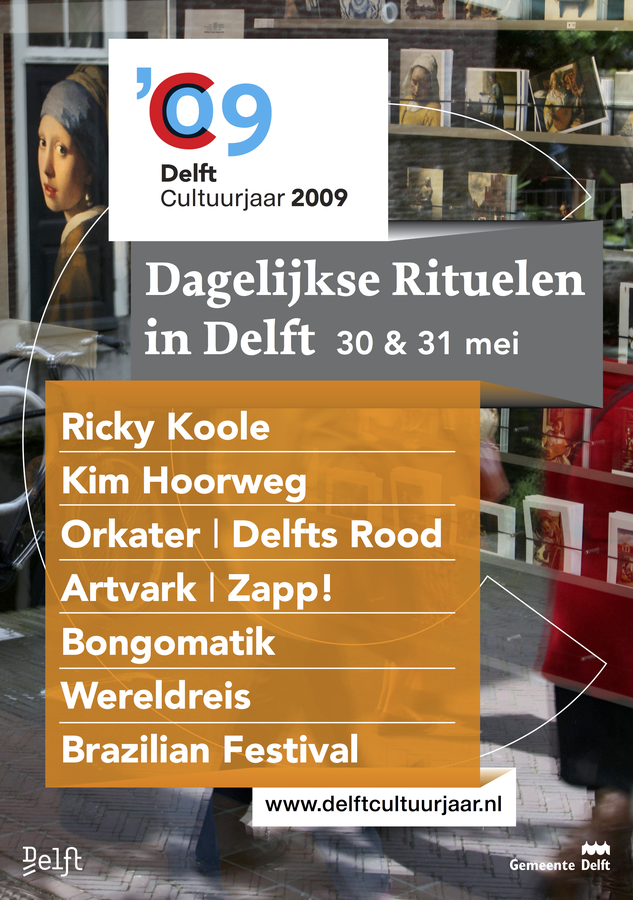 'C09
Delft
Cultuurjaar 2009
Dagelijkse Rituelen
in Delft 30 & 31 mei
Ricky Koole
Kim Hoorweg
Orkater | Delfts Rood
Artvark | Zapp!
Bongomatik
Wereldreis
Brazilian Festival
www.delftcultuurjaar.nl
Delft
Gemeente Delft